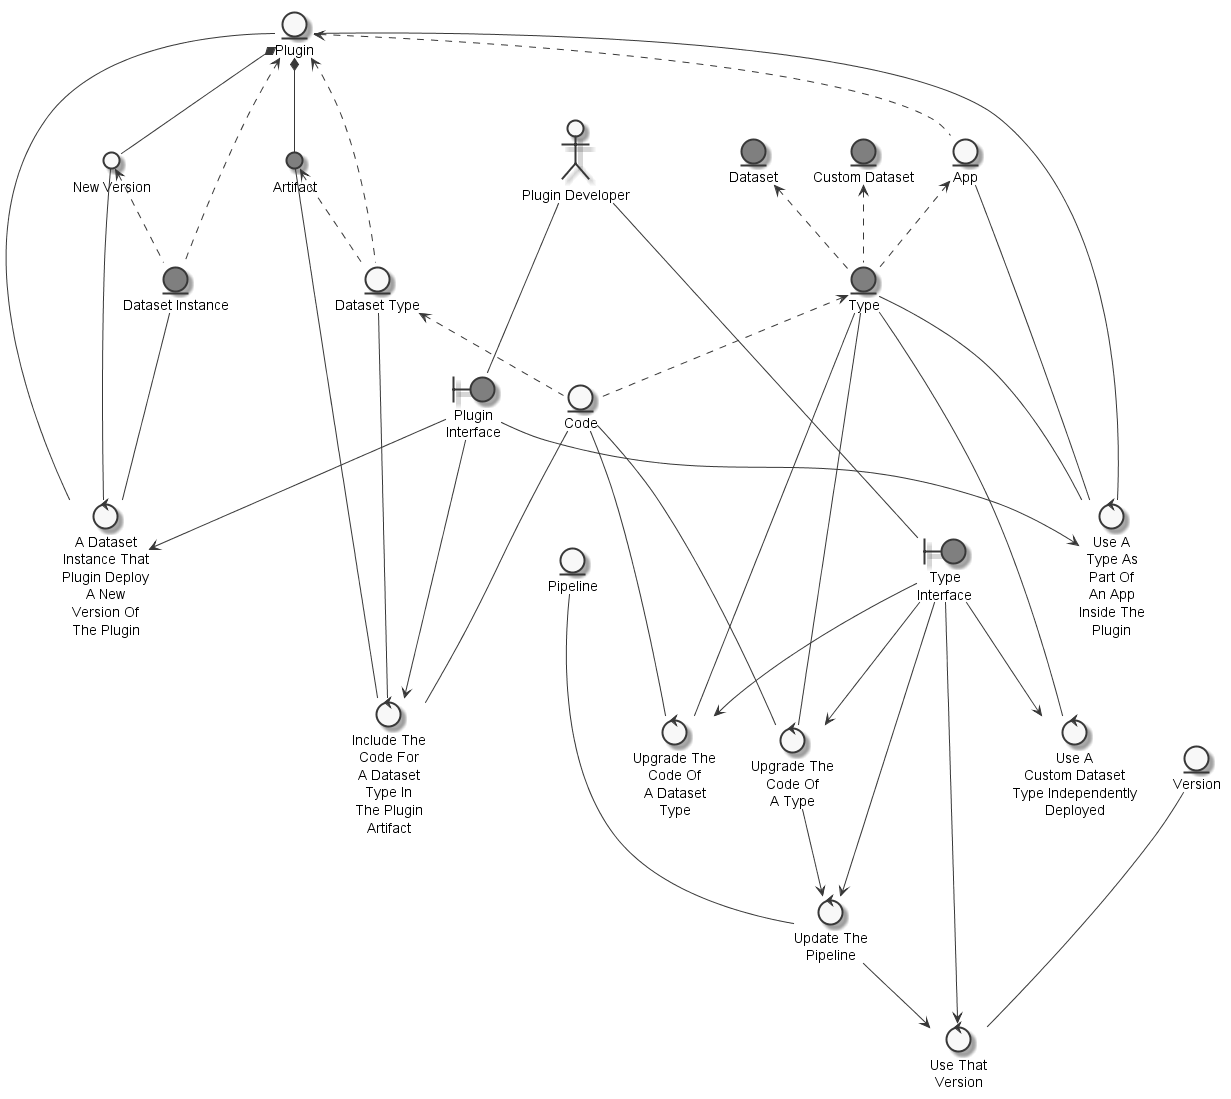 Plugin
New Version
Artifact
Plugin Developer
Dataset
Custom Dataset
App
Dataset Instance
Dataset Type
Type
Plugin
Interface
Code
A Dataset
Instance That
Plugin Deploy
A New
Version Of
The Plugin
Pipeline
Type
Interface
Use A
Type As
Part Of
An App
Inside The
Plugin
Include The
Code For
A Dataset
Type In
The Plugin
Artifact
Upgrade The
Code Of
A Dataset
Type
Upgrade The
Code Of
A Type
Use A
Custom Dataset
Type Independently
Deployed
Version
Update The
Pipeline
Use That
Version